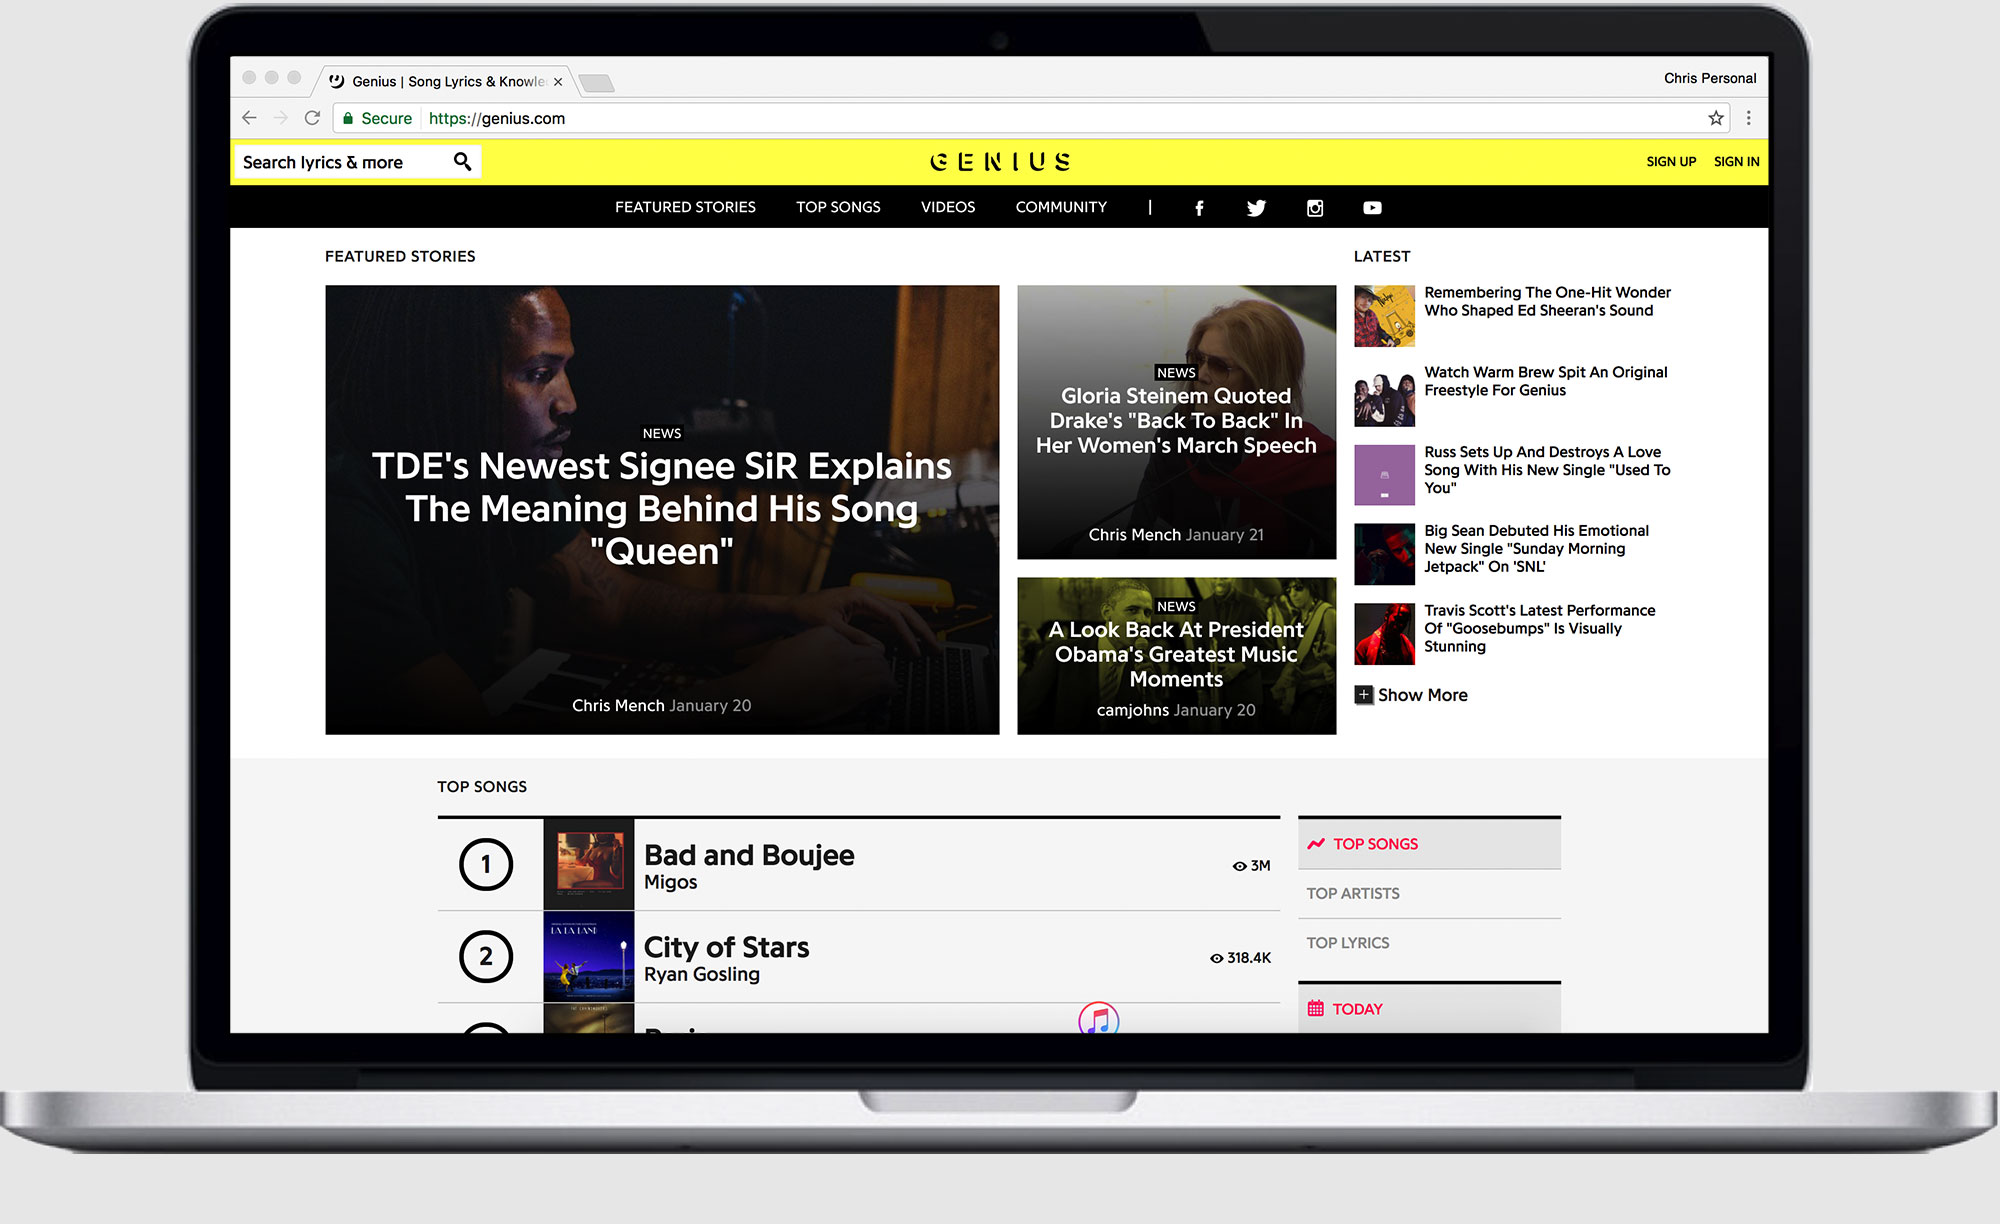 Genius | Song Lyrics & Knowle
Chris Personal
Secure
https://genius.com
Search lyrics & more
GENIUS
SIGN UP
SIGN IN
FEATURED STORIES
TOP SONGS
VIDEOS
COMMUNITY
|
FEATURED STORIES
NEWS
TDE's Newest Signee SiR Explains
The Meaning Behind His Song
"Queen"
Chris Mench January 20
NEWS
Gloria Steinem Quoted
Drake's "Back To Back" In
Her Women's March Speech
Chris Mench January 21
NEWS
A Look Back At President
Obama's Greatest Music
Moments
camjohns January 20
LATEST
Remembering The One-Hit Wonder
Who Shaped Ed Sheeran's Sound
Watch Warm Brew Spit An Original
Freestyle For Genius
Russ Sets Up And Destroys A Love
Song With His New Single "Used To
You"
Big Sean Debuted His Emotional
New Single "Sunday Morning
Jetpack" On 'SNL'
Travis Scott's Latest Performance
Of "Goosebumps" Is Visually
Stunning
Show More
TOP SONGS
1
Bad and Boujee
Migos
3M
2
LA LA LAND
City of Stars
Ryan Gosling
318.4K
TOP SONGS
TOP ARTISTS
TOP LYRICS
TODAY